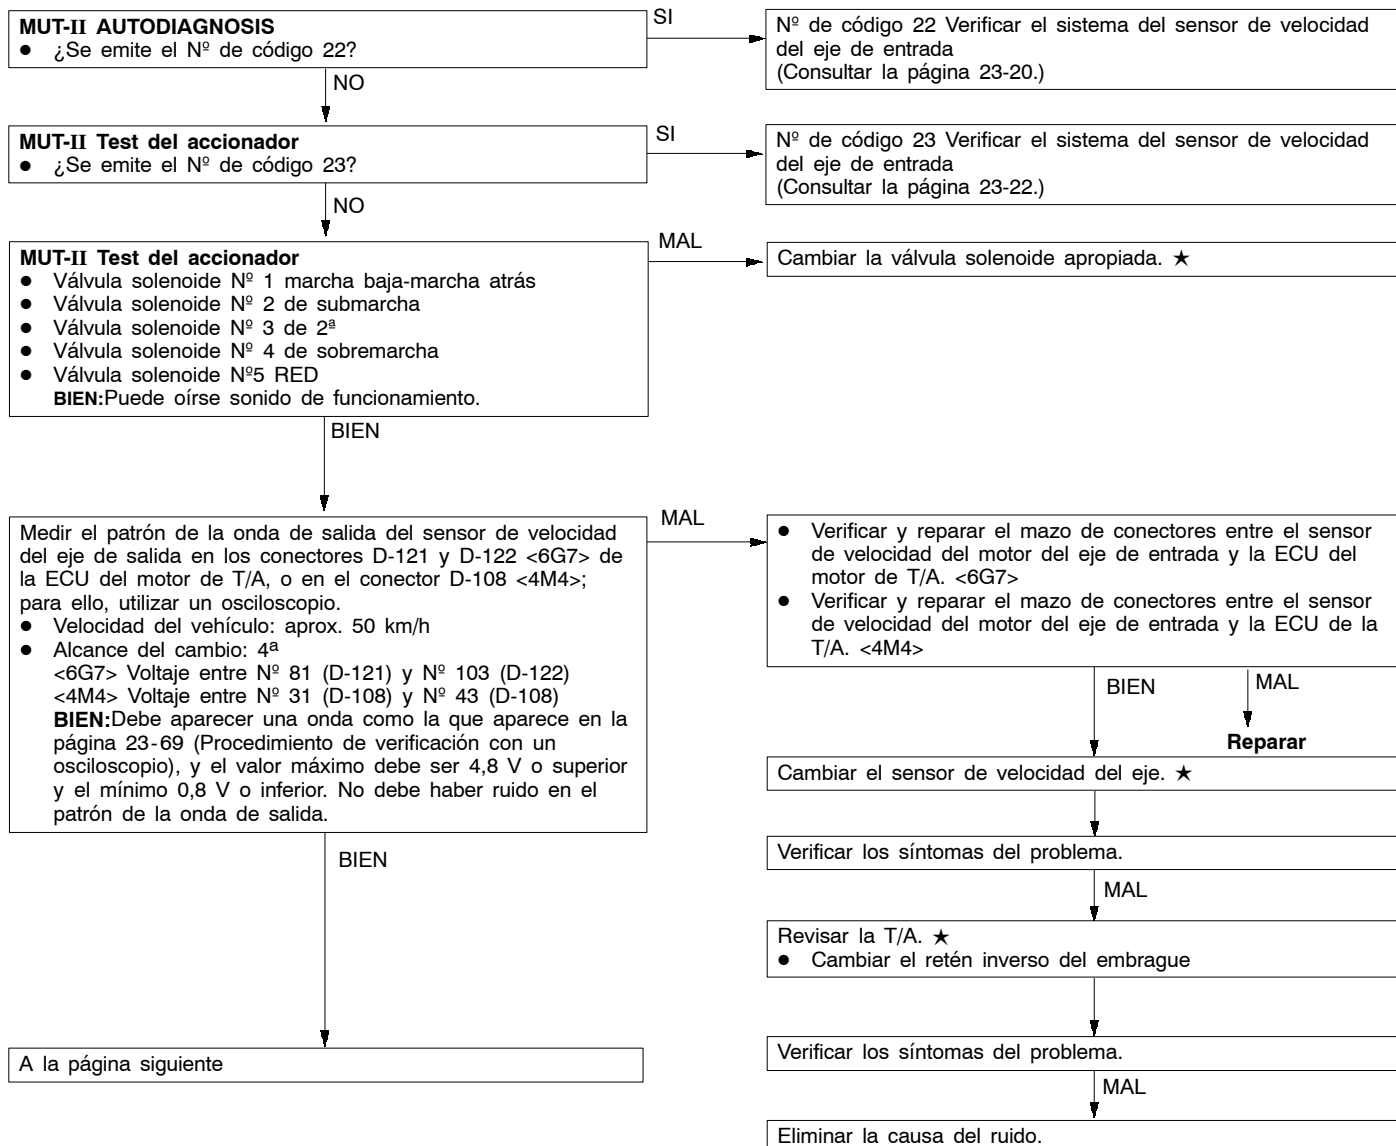 MUT-II AUTODIAGNOSIS
● ¿Se emite el Nº de código 22?
SI
Nº de código 22 Verificar el sistema del sensor de velocidad
del eje de entrada
(Consultar la página 23-20.)
NO
MUT-II Test del accionador
● ¿Se emite el Nº de código 23?
SI
Nº de código 23 Verificar el sistema del sensor de velocidad
del eje de entrada
(Consultar la página 23-22.)
NO
MUT-II Test del accionador
● Válvula solenoide Nº 1 marcha baja-marcha atrás
● Válvula solenoide Nº 2 de submarcha
● Válvula solenoide Nº 3 de 2ª
● Válvula solenoide Nº 4 de sobremarcha
● Válvula solenoide Nº5 RED
BIEN:Puede oírse sonido de funcionamiento.
MAL
Cambiar la válvula solenoide apropiada. ★
BIEN
Medir el patrón de la onda de salida del sensor de velocidad
del eje de salida en los conectores D-121 y D-122 <6G7> de
la ECU del motor de T/A, o en el conector D-108 <4M4>;
para ello, utilizar un osciloscopio.
● Velocidad del vehículo: aprox. 50 km/h
● Alcance del cambio: 4ª
<6G7> Voltaje entre Nº 81 (D-121) y Nº 103 (D-122)
<4M4> Voltaje entre Nº 31 (D-108) y Nº 43 (D-108)
BIEN:Debe aparecer una onda como la que aparece en la
página 23-69 (Procedimiento de verificación con un
osciloscopio), y el valor máximo debe ser 4,8 V o superior
y el mínimo 0,8 V o inferior. No debe haber ruido en el
patrón de la onda de salida.
MAL
● Verificar y reparar el mazo de conectores entre el sensor
de velocidad del motor del eje de entrada y la ECU del
motor de T/A. <6G7>
● Verificar y reparar el mazo de conectores entre el sensor
de velocidad del motor del eje de entrada y la ECU de la
T/A. <4M4>
BIEN
MAL
Reparar
Cambiar el sensor de velocidad del eje. ★
Verificar los síntomas del problema.
MAL
Revisar la T/A. ★
● Cambiar el retén inverso del embrague
Verificar los síntomas del problema.
MAL
Eliminar la causa del ruido.
BIEN
A la página siguiente